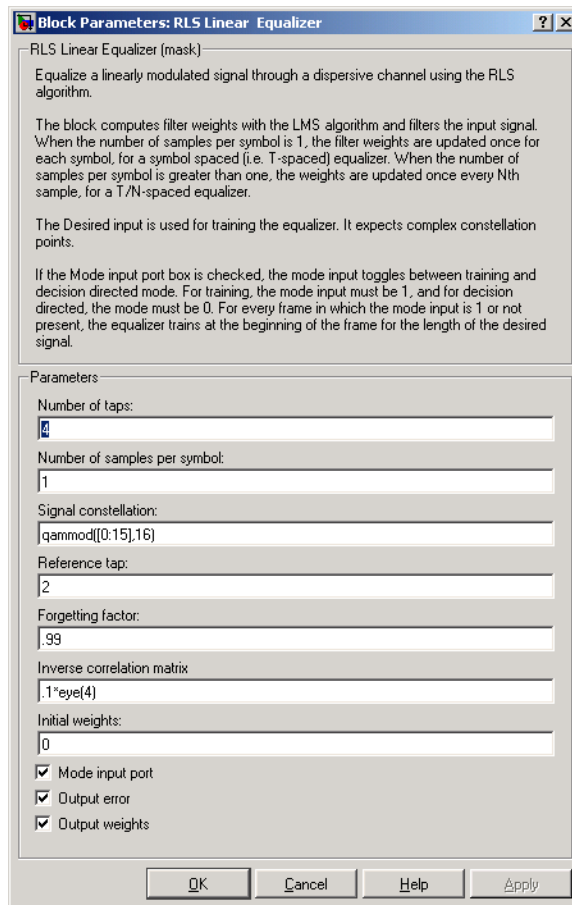 Block Parameters: RLS Linear Equalizer
RLS Linear Equalizer (mask)
Equalize a linearly modulated signal through a dispersive channel using the RLS
algorithm.
The block computes filter weights with the LMS algorithm and filters the input signal.
When the number of samples per symbol is 1, the filter weights are updated once for
each symbol, for a symbol spaced (i.e. T-spaced) equalizer. When the number of
samples per symbol is greater than one, the weights are updated once every Nth
sample, for a T/N-spaced equalizer.
The Desired input is used for training the equalizer. It expects complex constellation
points.
If the Mode input port box is checked, the mode input toggles between training and
decision directed mode. For training, the mode input must be 1, and for decision
directed, the mode must be 0. For every frame in which the mode input is 1 or not
present, the equalizer trains at the beginning of the frame for the length of the desired
signal.
Parameters
Number of taps:
4
Number of samples per symbol:
1
Signal constellation:
qammod([0:15],16)
Reference tap:
2
Forgetting factor:
.99
Inverse correlation matrix
.1*eye(4)
Initial weights:
0
Mode input port
Output error
Output weights
OK Cancel Help Apply